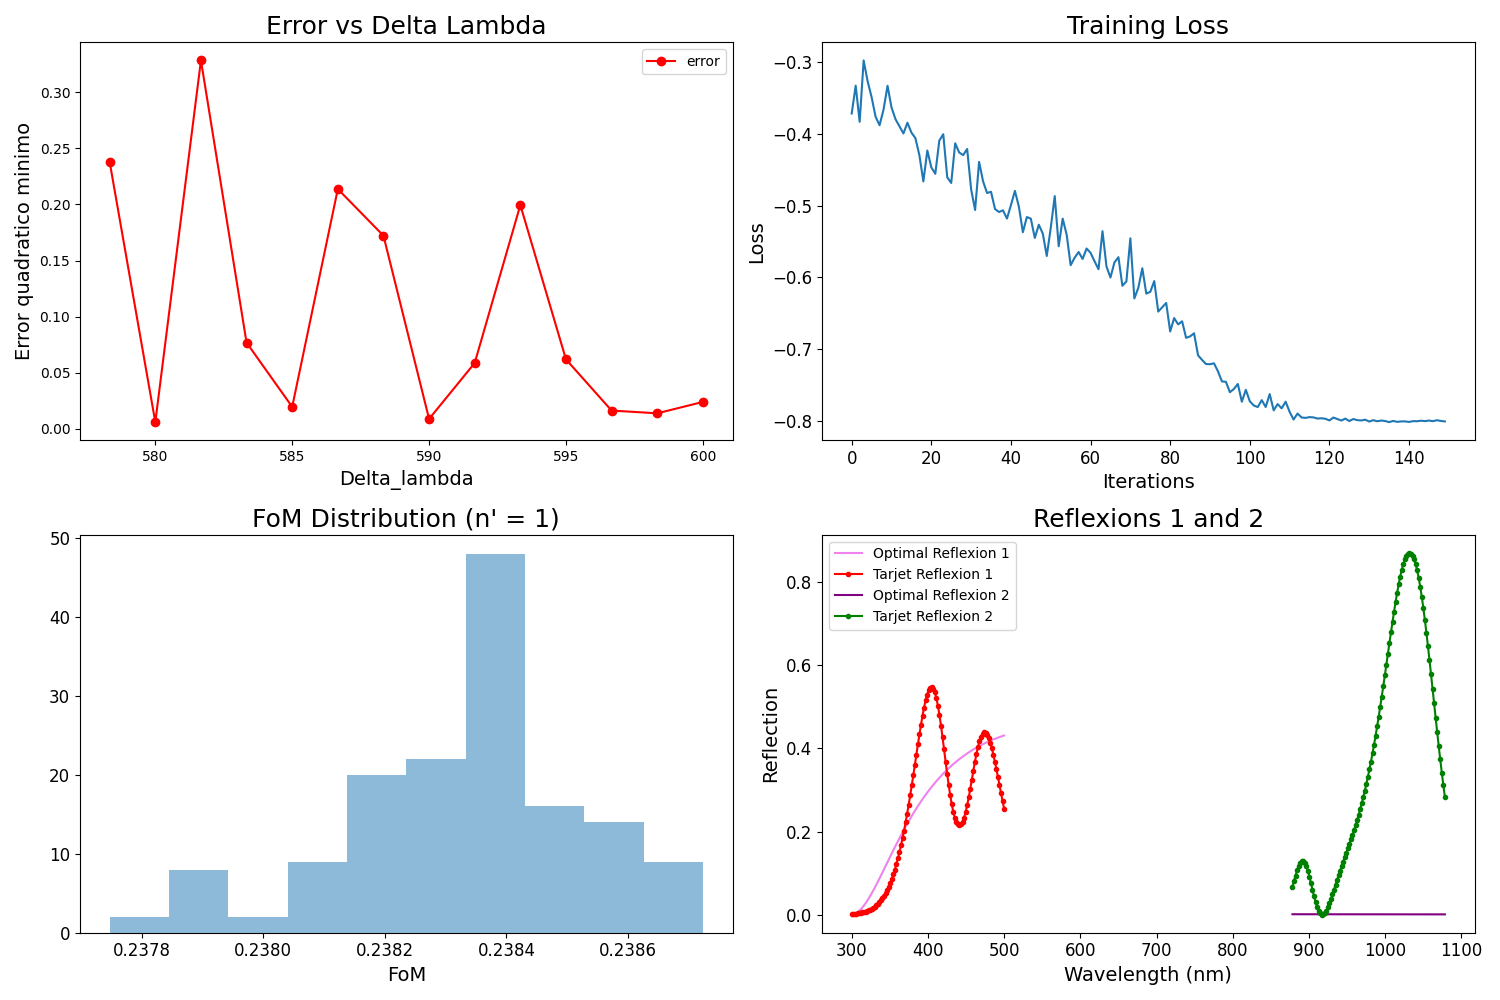 Error vs Delta Lambda
error
Error quadratico minimo
0.30
0.25
0.20
0.15
0.10
0.05
0.00
580 585 590 595 600
Delta_lambda
Training Loss
Loss
−0.3
−0.4
−0.5
−0.6
−0.7
−0.8
0 20 40 60 80 100 120 140
Iterations
FoM Distribution (n' = 1)
50
40
30
20
10
0
0.2378 0.2380 0.2382 0.2384 0.2386
FoM
Reflexions 1 and 2
Optimal Reflexion 1
Tarjet Reflexion 1
Optimal Reflexion 2
Tarjet Reflexion 2
Reflection
0.8
0.6
0.4
0.2
0.0
300 400 500 600 700 800 900 1000 1100
Wavelength (nm)